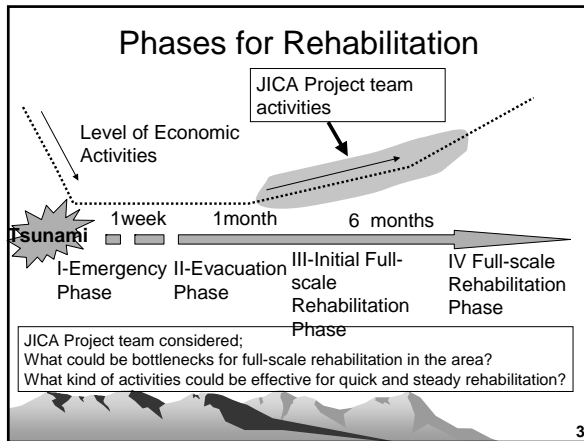 Phases for Rehabilitation
JICA Project team
activities
Level of Economic
Activities
1week
1month
6 months
Tsunami
I-Emergency
Phase
II-Evacuation
Phase
III-Initial Full-
scale
Rehabilitation
Phase
IV Full-scale
Rehabilitation
Phase
JICA Project team considered;
What could be bottlenecks for full-scale rehabilitation in the area?
What kind of activities could be effective for quick and steady rehabilitation?
3